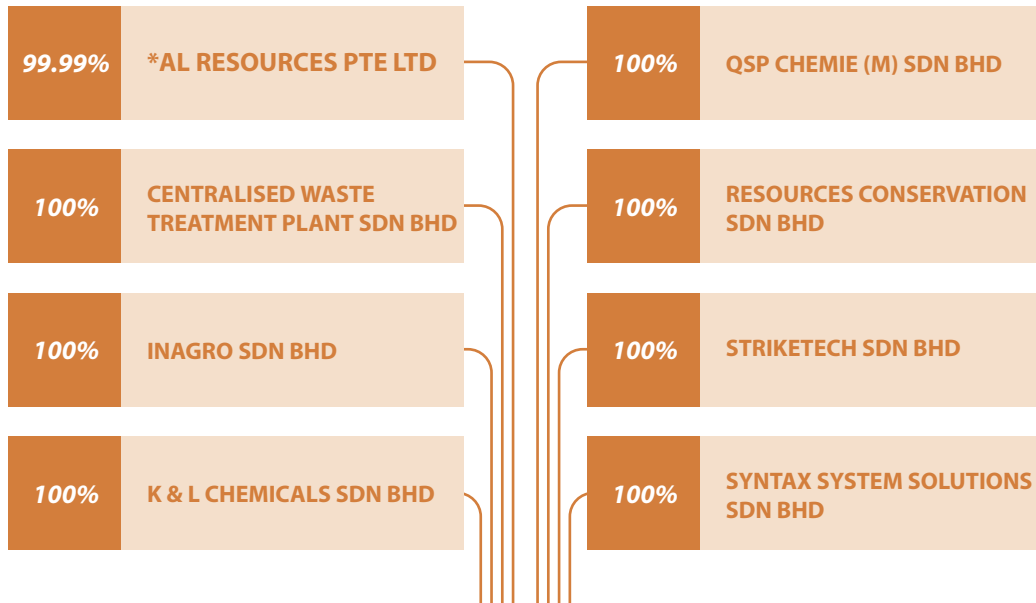 99.99%
*AL RESOURCES PTE LTD
100%
CENTRALISED WASTE
TREATMENT PLANT SDN BHD
100%
INAGRO SDN BHD
100%
K & L CHEMICALS SDN BHD
100%
QSP CHEMIE (M) SDN BHD
100%
RESOURCES CONSERVATION
SDN BHD
100%
STRIKETECH SDN BHD
100%
SYNTAX SYSTEM SOLUTIONS
SDN BHD